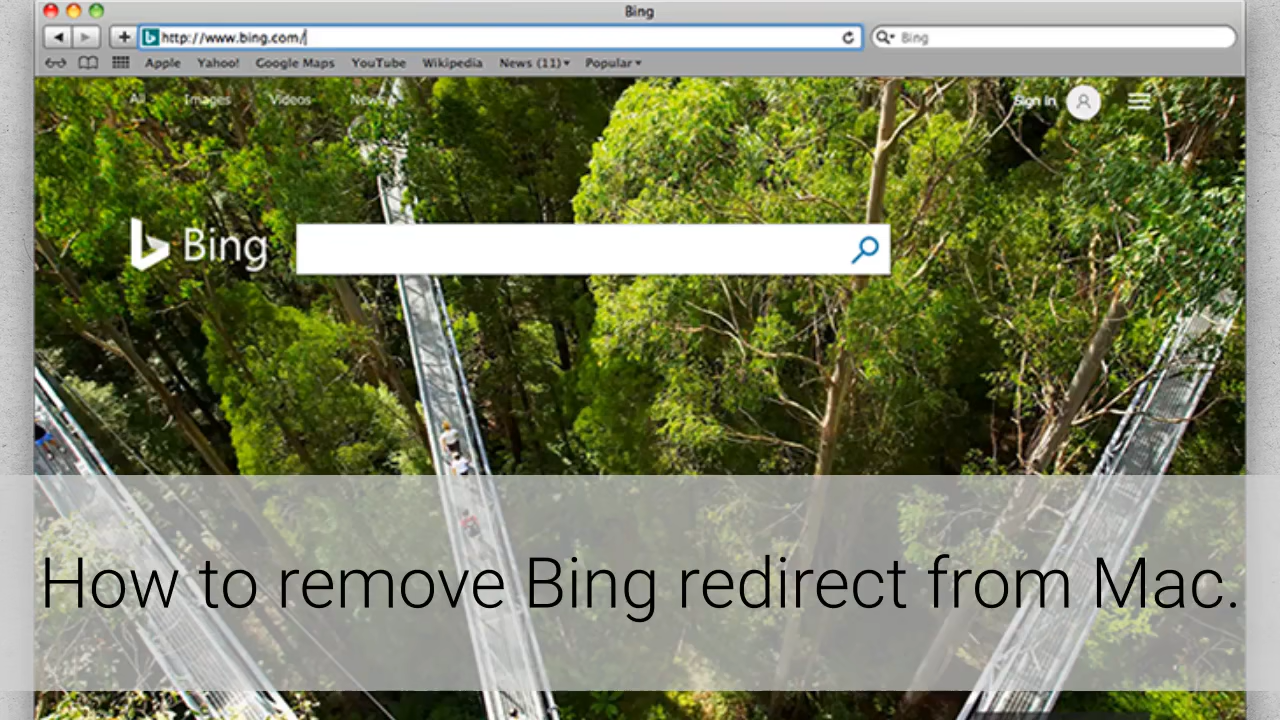 Bing
http://www.bing.com/
Bing
Apple Yahoo! Google Maps YouTube Wikipedia News (11) Popular
All Images Videos News
Sign in
Bing
How to remove Bing redirect from Mac.